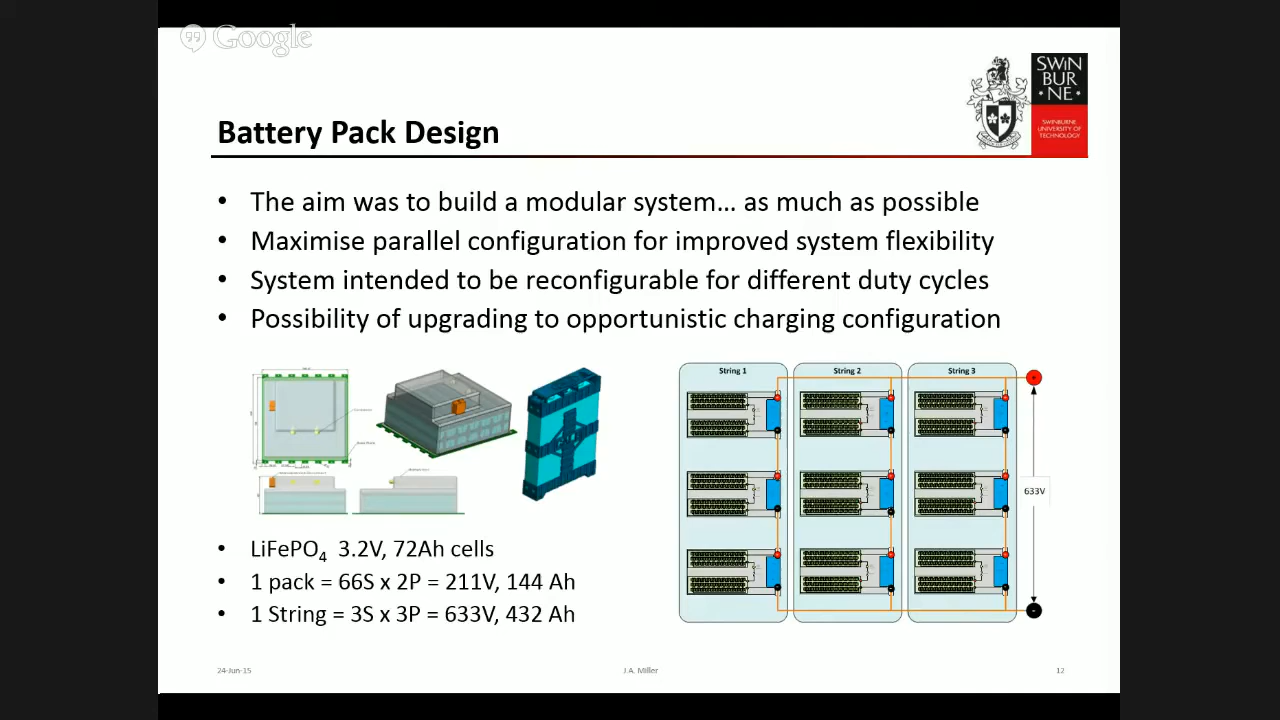 Google
SWIN
BUR
• NE •
SWINBURNE
UNIVERSITY OF
TECHNOLOGY
Battery Pack Design
• The aim was to build a modular system... as much as possible
• Maximise parallel configuration for improved system flexibility
• System intended to be reconfigurable for different duty cycles
• Possibility of upgrading to opportunistic charging configuration
String 1
String 2
String 3
+
633V
-
• LiFePO4 3.2V, 72Ah cells
• 1 pack = 66S x 2P = 211V, 144 Ah
• 1 String = 3S x 3P = 633V, 432 Ah
24-Jun-15
J.A. Miller
12